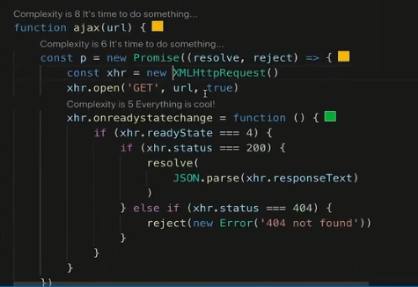 Complexity is 8 It's time to do something...
function ajax(url) {
Complexity is 6 It's time to do something...
const p = new Promise((resolve, reject) => {
const xhr = new XMLHttpRequest()
xhr.open('GET', url, true)
Complexity is 5 Everything is cool!
xhr.onreadystatechange = function () {
if (xhr.readyState === 4) {
if (xhr.status === 200) {
resolve(
JSON.parse(xhr.responseText)
)
} else if (xhr.status === 404) {
reject(new Error('404 not found'))
}
}
}
})